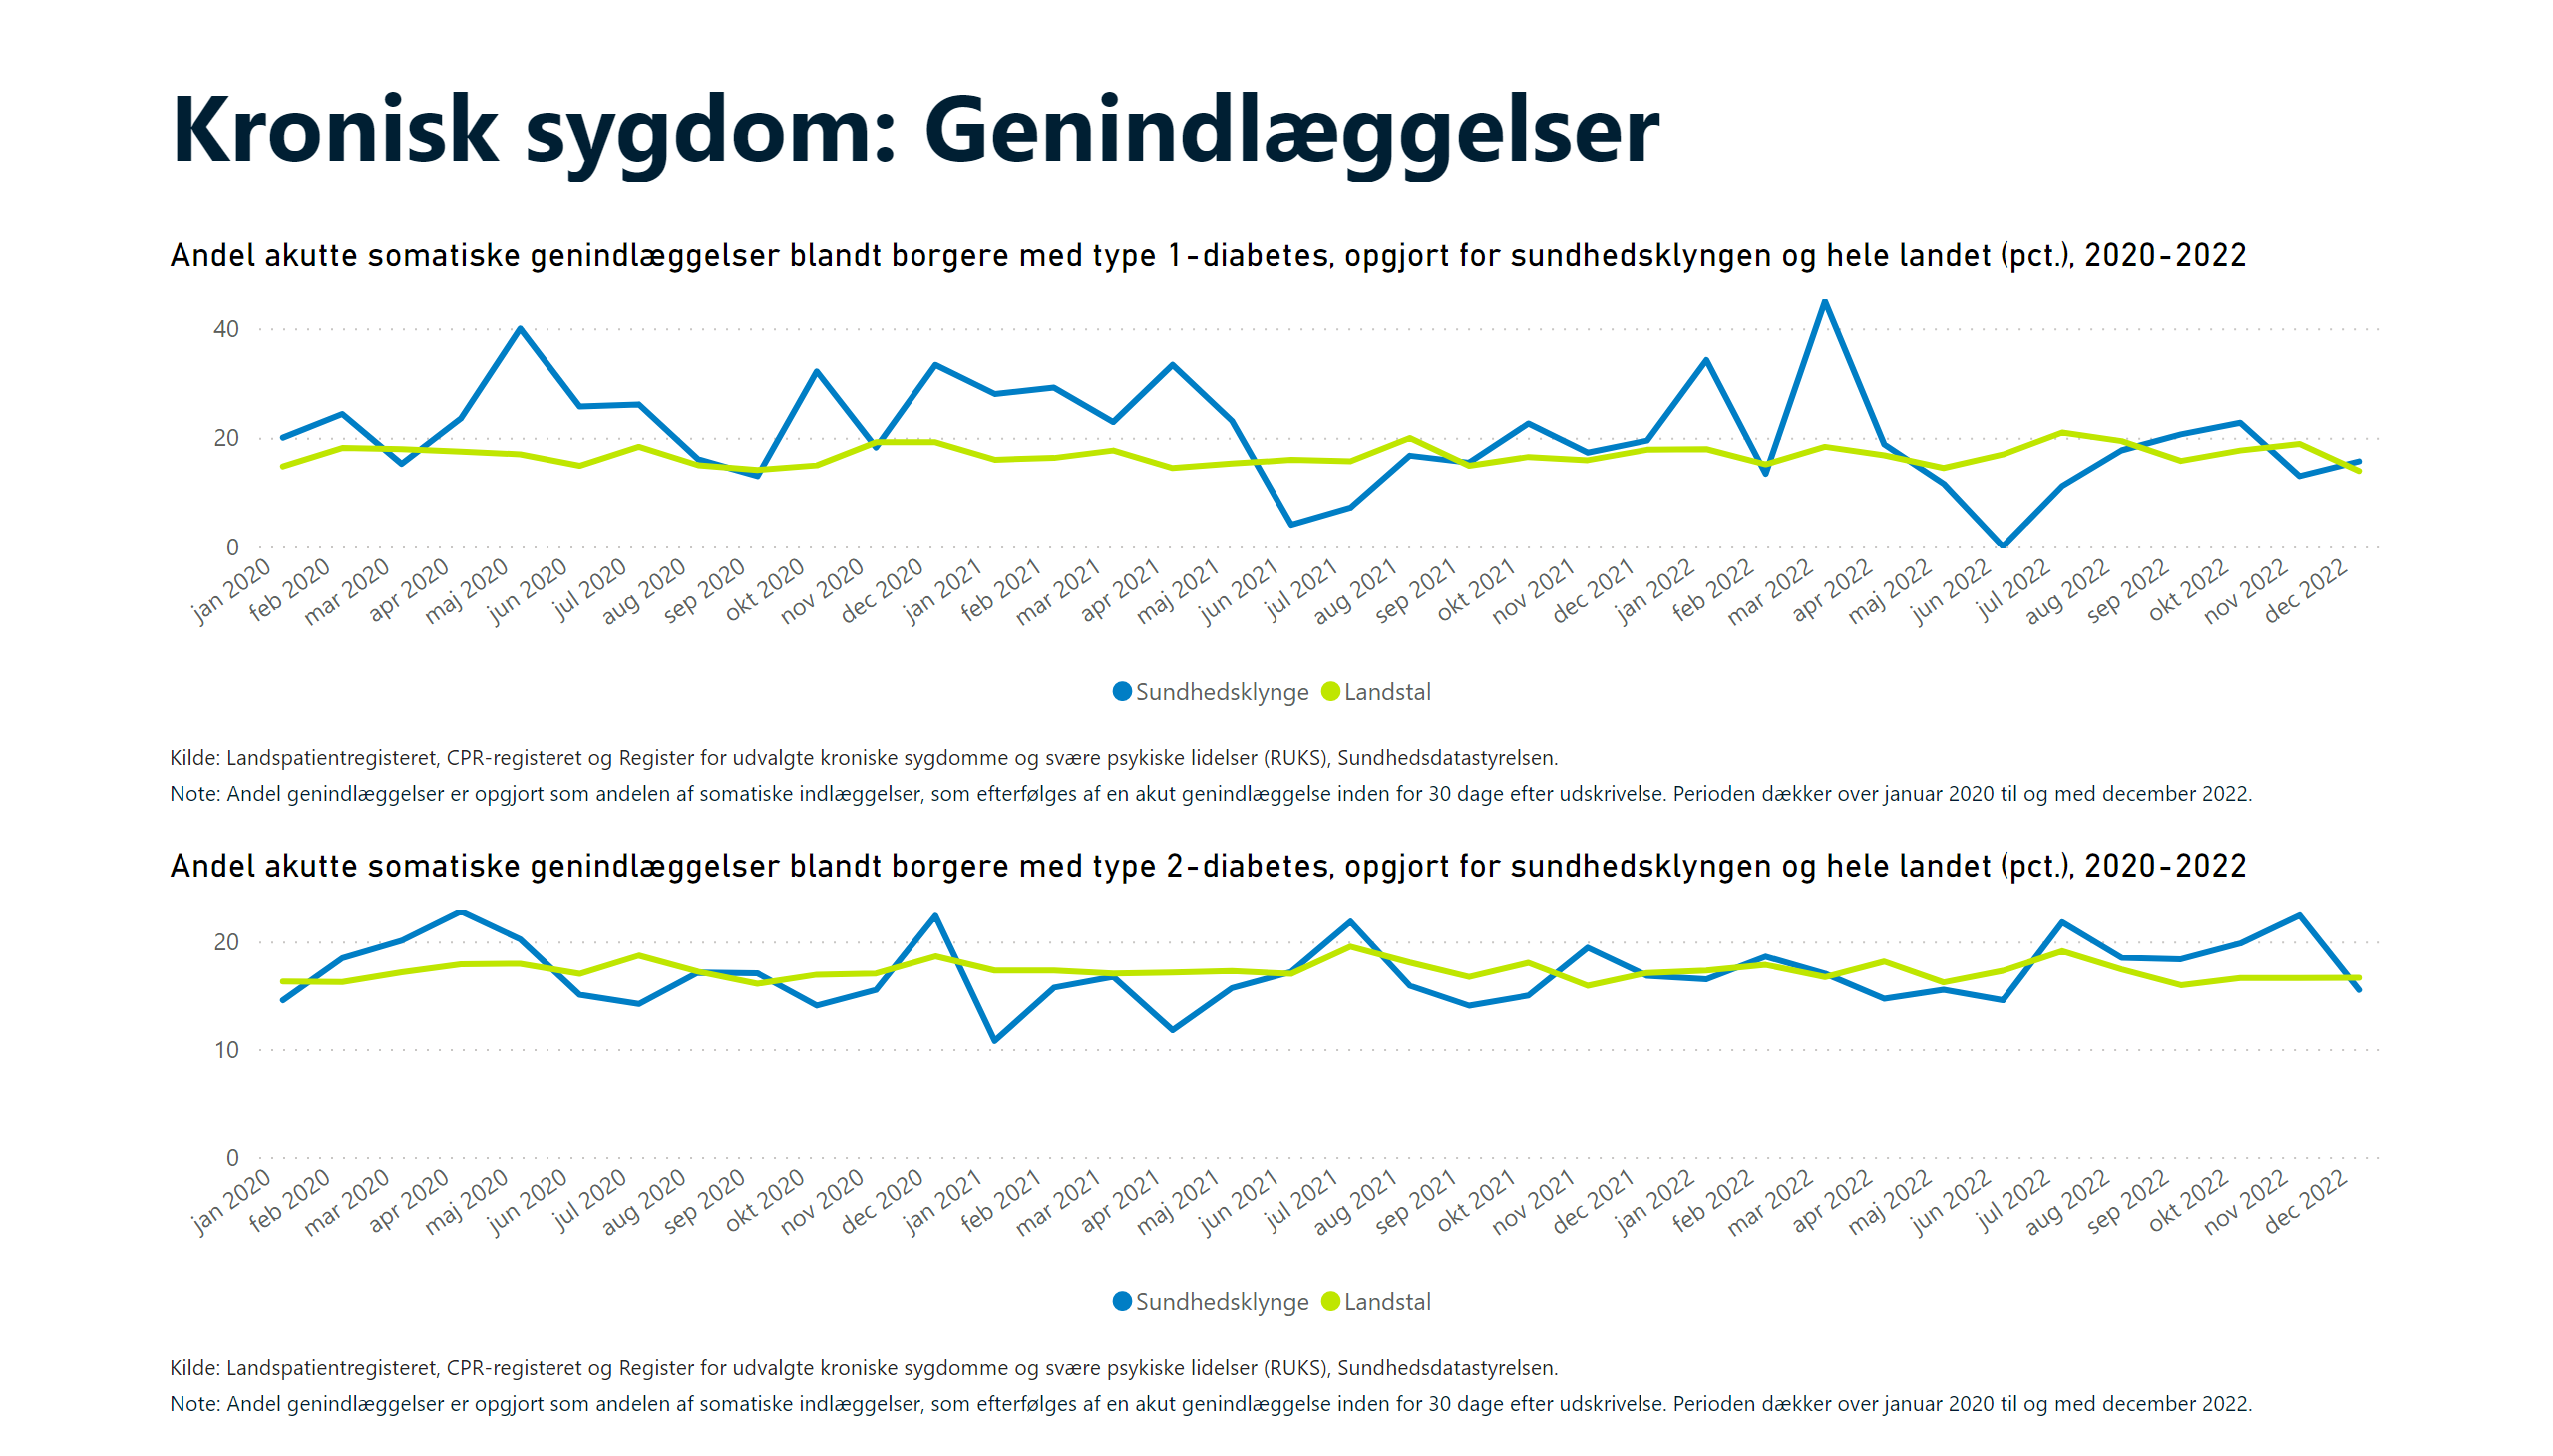 Kronisk sygdom: Genindlæggelser
Andel akutte somatiske genindlæggelser blandt borgere med type 1-diabetes, opgjort for sundhedsklyngen og hele landet (pct.), 2020-2022
40
20
0
jan 2020
feb 2020
mar 2020
apr 2020
maj 2020
jun 2020
jul 2020
aug 2020
sep 2020
okt 2020
nov 2020
dec 2020
jan 2021
feb 2021
mar 2021
apr 2021
maj 2021
jun 2021
jul 2021
aug 2021
sep 2021
okt 2021
nov 2021
dec 2021
jan 2022
feb 2022
mar 2022
apr 2022
maj 2022
jun 2022
jul 2022
aug 2022
sep 2022
okt 2022
nov 2022
dec 2022
Sundhedsklynge Landstal
Kilde: Landspatientregisteret, CPR-registeret og Register for udvalgte kroniske sygdomme og svære psykiske lidelser (RUKS), Sundhedsdatastyrelsen.
Note: Andel genindlæggelser er opgjort som andelen af somatiske indlæggelser, som efterfølges af en akut genindlæggelse inden for 30 dage efter udskrivelse. Perioden dækker over januar 2020 til og med december 2022.
Andel akutte somatiske genindlæggelser blandt borgere med type 2-diabetes, opgjort for sundhedsklyngen og hele landet (pct.), 2020-2022
20
10
0
jan 2020
feb 2020
mar 2020
apr 2020
maj 2020
jun 2020
jul 2020
aug 2020
sep 2020
okt 2020
nov 2020
dec 2020
jan 2021
feb 2021
mar 2021
apr 2021
maj 2021
jun 2021
jul 2021
aug 2021
sep 2021
okt 2021
nov 2021
dec 2021
jan 2022
feb 2022
mar 2022
apr 2022
maj 2022
jun 2022
jul 2022
aug 2022
sep 2022
okt 2022
nov 2022
dec 2022
Sundhedsklynge Landstal
Kilde: Landspatientregisteret, CPR-registeret og Register for udvalgte kroniske sygdomme og svære psykiske lidelser (RUKS), Sundhedsdatastyrelsen.
Note: Andel genindlæggelser er opgjort som andelen af somatiske indlæggelser, som efterfølges af en akut genindlæggelse inden for 30 dage efter udskrivelse. Perioden dækker over januar 2020 til og med december 2022.